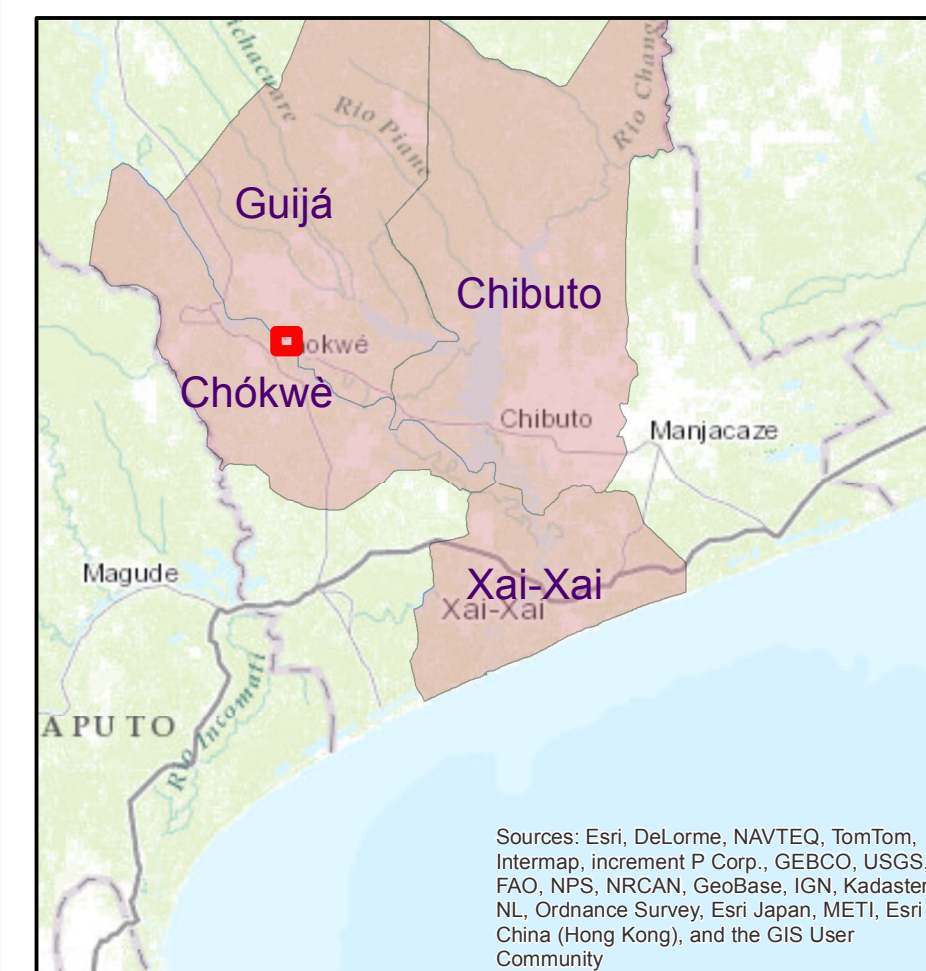 chacuare
Rio Piane
Rio Chang
Guijá
Chibuto
okwé
Chókwè
Chibuto
Manjacaze
Magude
Xai-Xai
Xai-Xai
APUTO
Rio Incomati
Sources: Esri, DeLorme, NAVTEQ, TomTom,
Intermap, increment P Corp., GEBCO, USGS,
FAO, NPS, NRCAN, GeoBase, IGN, Kadaster
NL, Ordnance Survey, Esri Japan, METI, Esri
China (Hong Kong), and the GIS User
Community